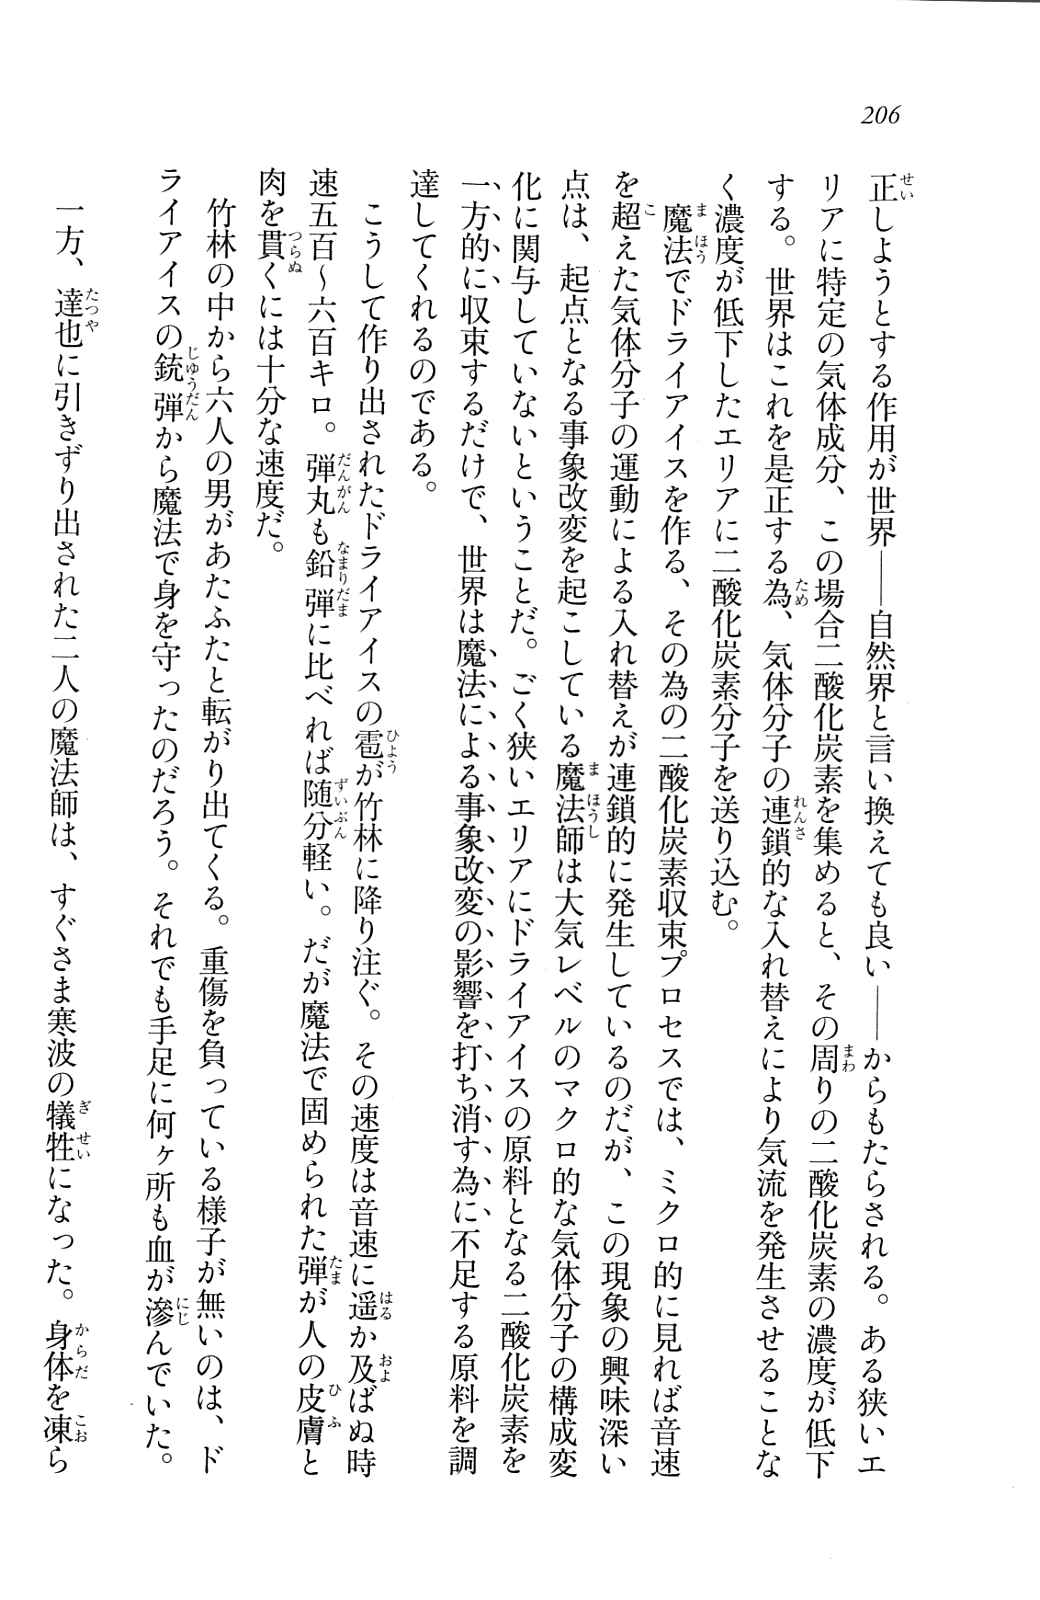 206
正しようとする作用が世界――自然界と言い換えても良い――からもたらされる。ある狭いエ
リアに特定の気体成分、この場合二酸化炭素を集めると、その周りの二酸化炭素の濃度が低下
する。世界はこれを是正する為、気体分子の連鎖的な入れ替えにより気流を発生させることな
く濃度が低下したエリアに二酸化炭素分子を送り込む。
魔法でドライアイスを作る、その為の二酸化炭素収束プロセスでは、ミクロ的に見れば音速
を超えた気体分子の運動による入れ替えが連鎖的に発生しているのだが、この現象の興味深い
点は、起点となる事象改変を起こしている魔法師は大気レベルのマクロ的な気体分子の構成変
化に関与していないということだ。ごく狭いエリアにドライアイスの原料となる二酸化炭素を
一方的に収束するだけで、世界は魔法による事象改変の影響を打ち消す為に不足する原料を調
達してくれるのである。
こうして作り出されたドライアイスの雹が竹林に降り注ぐ。その速度は音速に遥か及ばぬ時
速五百～六百キロ。弾丸も鉛弾に比べれば随分軽い。だが魔法で固められた弾が人の皮膚と
肉を貫くには十分な速度だ。
竹林の中から六人の男があたふたと転がり出てくる。重傷を負っている様子が無いのは、ド
ライアイスの銃弾から魔法で身を守ったのだろう。それでも手足に何ヶ所も血が滲んでいた。
一方、達也に引きずり出された二人の魔法師は、すぐさま寒波の犠牲になった。身体を凍ら